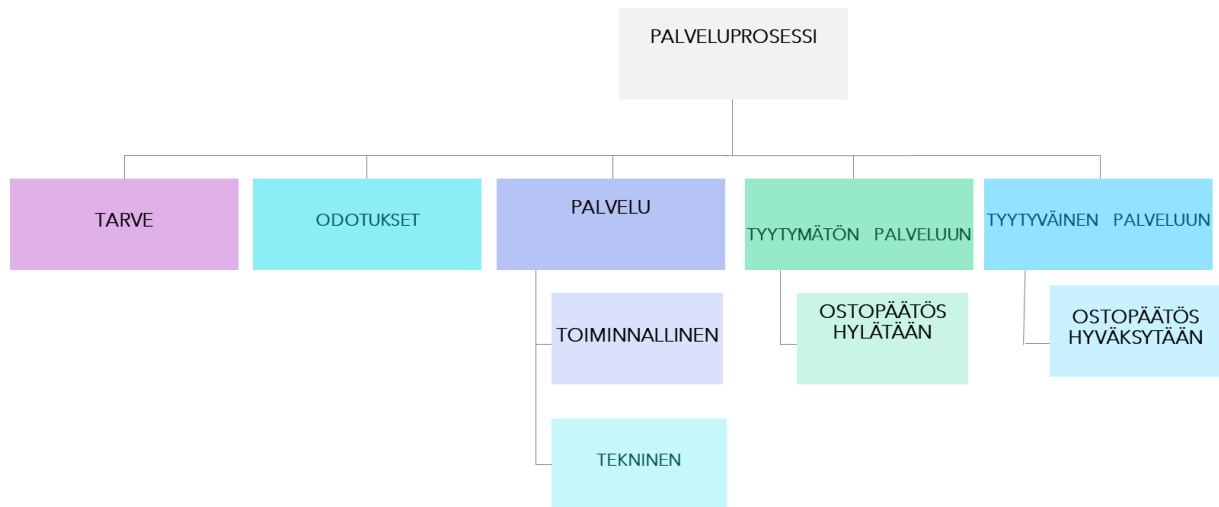 PALVELUPROSESSI
TARVE
ODOTUKSET
PALVELU
TYYTYMÄTÖN PALVELUUN
TYYTYVÄINEN PALVELUUN
TOIMINNALLINEN
OSTOPÄÄTÖS
HYLÄTÄÄN
OSTOPÄÄTÖS
HYVÄKSYTÄÄN
TEKNINEN